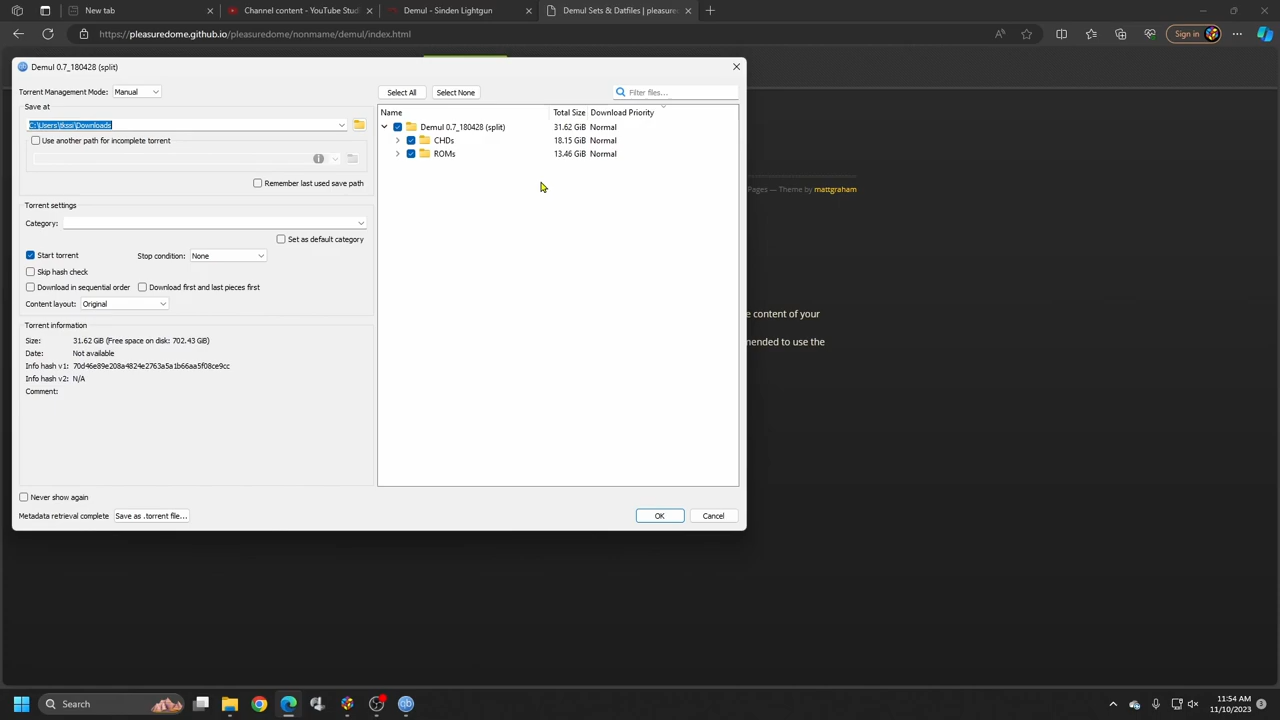 New tab
Channel content - YouTube Stud
Demul - Sinden Lightgun
Demul Sets & Datfiles | pleasured
https://pleasuredome.github.io/pleasuredome/nonname/demul/index.html
Sign in
Demul 0.7_180428 (split)
Torrent Management Mode: Manual
Select All
Select None
Filter files...
Save at
Name Total Size Download Priority
C:\Users\tkssi\Downloads
Demul 0.7_180428 (split) 31.62 GiB Normal
Use another path for incomplete torrent
CHDs 18.15 GiB Normal
ROMs 13.46 GiB Normal
Remember last used save path
Pages — Theme by mattgraham
Torrent settings
Category:
Set as default category
Start torrent Stop condition: None
Skip hash check
Download in sequential order Download first and last pieces first
Content layout: Original
e content of your
Torrent information
Size: 31.62 GiB (Free space on disk: 702.43 GiB)
mended to use the
Date: Not available
Info hash v1: 70d46e89e208a4824e2763a5a1b66aa5f08ce9cc
Info hash v2: N/A
Comment:
Never show again
Metadata retrieval complete Save as .torrent file... OK Cancel
Search
11:54 AM
11/10/2023
3